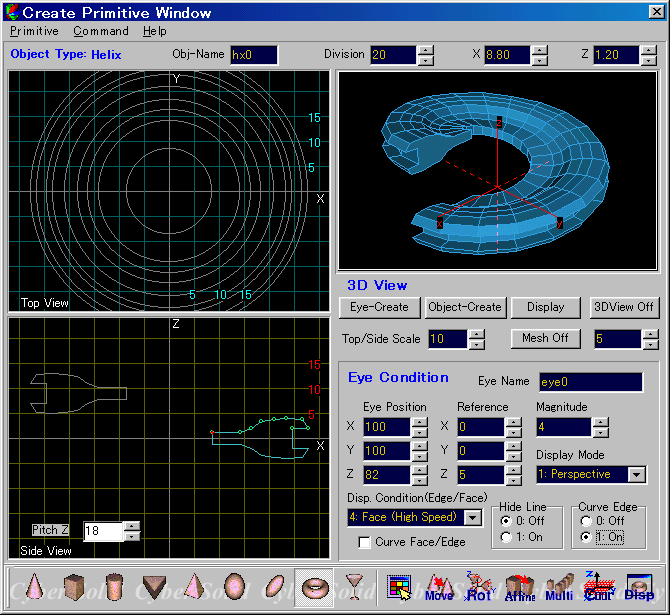 Create Primitive Window
Primitive Command Help
Object Type: Helix Obj-Name hx0 Division 20 X 8.80 Z 1.20
Y
15
10
5
X
5 10 15
Top View
3D View
Eye-Create Object-Create Display 3DView Off
Top/Side Scale 10 Mesh Off 5
Z
15
10
5
X
Pitch Z 18
Side View
Eye Condition Eye Name eye0
Eye Position Reference Magnitude
X 100 X 0 4
Y 100 Y 0 Display Mode
Z 82 Z 5 1: Perspective
Disp. Condition(Edge/Face) Hide Line Curve Edge
4: Face (High Speed) 0: Off 0: Off
Curve Face/Edge 1: On 1: On
Move Rot Affine Multi Cull Disp